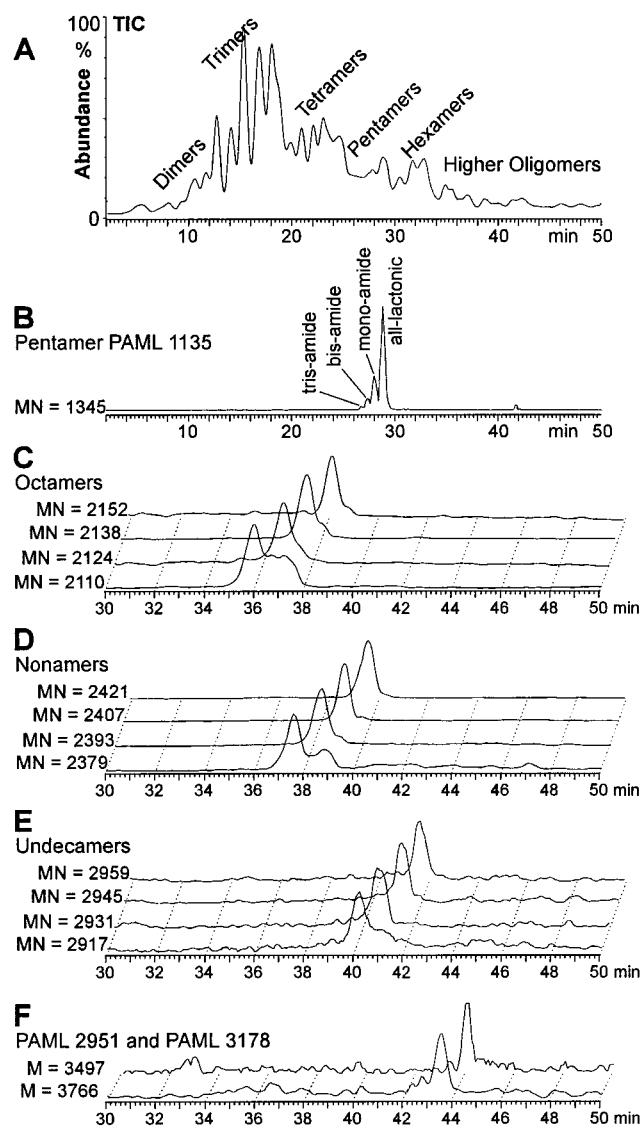 A
TIC
100
Abundance %
0
Dimers
Trimers
Tetramers
Pentamers
Hexamers
Higher Oligomers
10 20 30 40 min 50
B
Pentamer PAML 1135
tris-amide
bis-amide
mono-amide
all-lactonic
MN = 1345
10 20 30 40 min 50
C
Octamers
MN = 2152
MN = 2138
MN = 2124
MN = 2110
30 32 34 36 38 40 42 44 46 48 50 min
D
Nonamers
MN = 2421
MN = 2407
MN = 2393
MN = 2379
30 32 34 36 38 40 42 44 46 48 50 min
E
Undecamers
MN = 2959
MN = 2945
MN = 2931
MN = 2917
30 32 34 36 38 40 42 44 46 48 50 min
F
PAML 2951 and PAML 3178
M = 3497
M = 3766
30 32 34 36 38 40 42 44 46 48 50 min